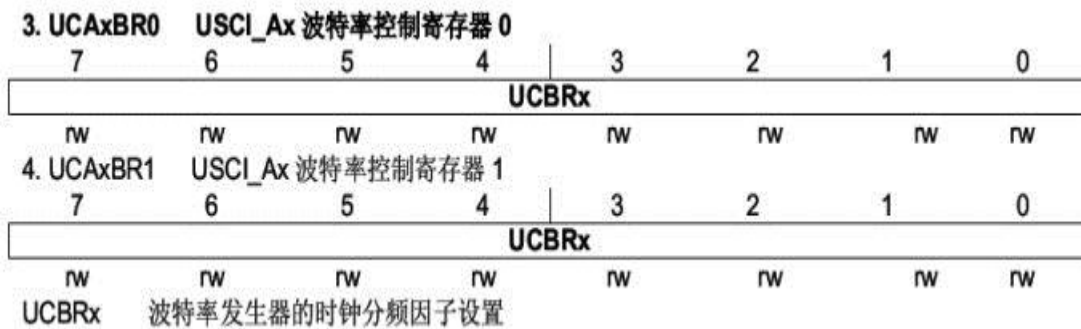 3. UCAxBR0 USCI_Ax 波特率控制寄存器 0
7 6 5 4 3 2 1 0
UCBRx
rw rw rw rw rw rw rw rw
4. UCAxBR1 USCI_Ax 波特率控制寄存器 1
7 6 5 4 3 2 1 0
UCBRx
rw rw rw rw rw rw rw rw
UCBRx 波特率发生器的时钟分频因子设置